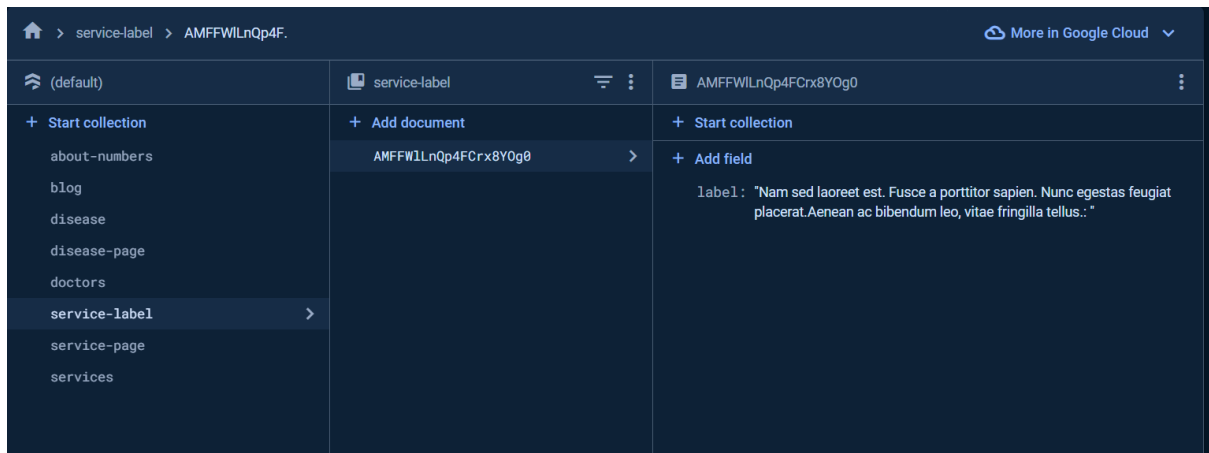 service-label > AMFFWlLnQp4F.
More in Google Cloud
(default)
service-label
AMFFWlLnQp4FCrx8YOg0
+ Start collection
+ Add document
+ Start collection
about-numbers
AMFFWlLnQp4FCrx8YOg0
+ Add field
blog
label: "Nam sed laoreet est. Fusce a porttitor sapien. Nunc egestas feugiat
placerat.Aenean ac bibendum leo, vitae fringilla tellus.: "
disease
disease-page
doctors
service-label
service-page
services